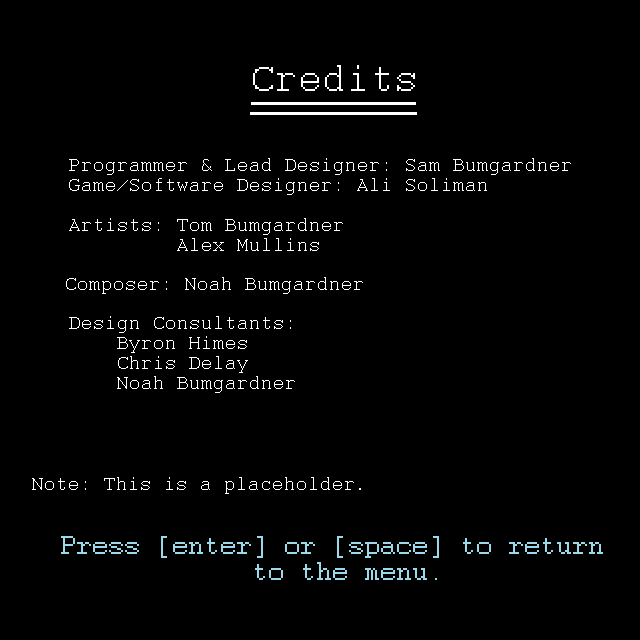 Credits
Programmer & Lead Designer: Sam Bumgardner
Game/Software Designer: Ali Soliman
Artists: Tom Bumgardner
Alex Mullins
Composer: Noah Bumgardner
Design Consultants:
Byron Himes
Chris Delay
Noah Bumgardner
Note: This is a placeholder.
Press [enter] or [space] to return
to the menu.